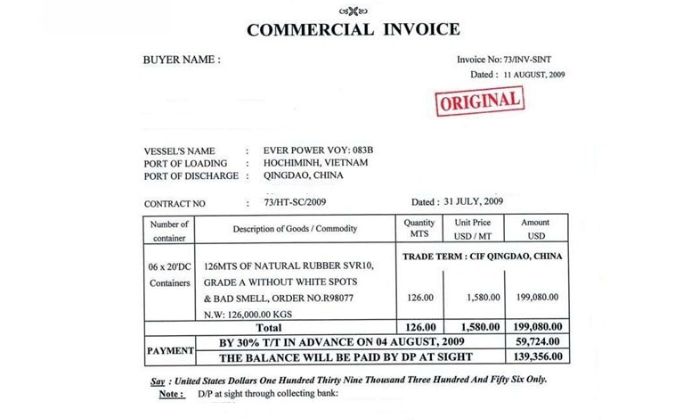 COMMERCIAL INVOICE
BUYER NAME :
Invoice No: 73/INV-SINT
Dated : 11 AUGUST, 2009
ORIGINAL
VESSEL'S NAME : EVER POWER VOY: 083B
PORT OF LOADING : HOCHIMINH, VIETNAM
PORT OF DISCHARGE : QINGDAO, CHINA
CONTRACT NO : 73/HT-SC/2009 Dated : 31 JULY, 2009
Number of container Description of Goods / Commodity Quantity MTS Unit Price USD / MT Amount USD
TRADE TERM : CIF QINGDAO, CHINA
06 x 20'DC 126MTS OF NATURAL RUBBER SVR10,
Containers GRADE A WITHOUT WHITE SPOTS
& BAD SMELL, ORDER NO.R98077 126.00 1,580.00 199,080.00
N.W: 126,000.00 KGS
Total 126.00 1,580.00 199,080.00
PAYMENT BY 30% T/T IN ADVANCE ON 04 AUGUST, 2009 59,724.00
THE BALANCE WILL BE PAID BY DP AT SIGHT 139,356.00
Say : United States Dollars One Hundred Thirty Nine Thousand Three Hundred And Fifty Six Only.
Note : D/P at sight through collecting bank: